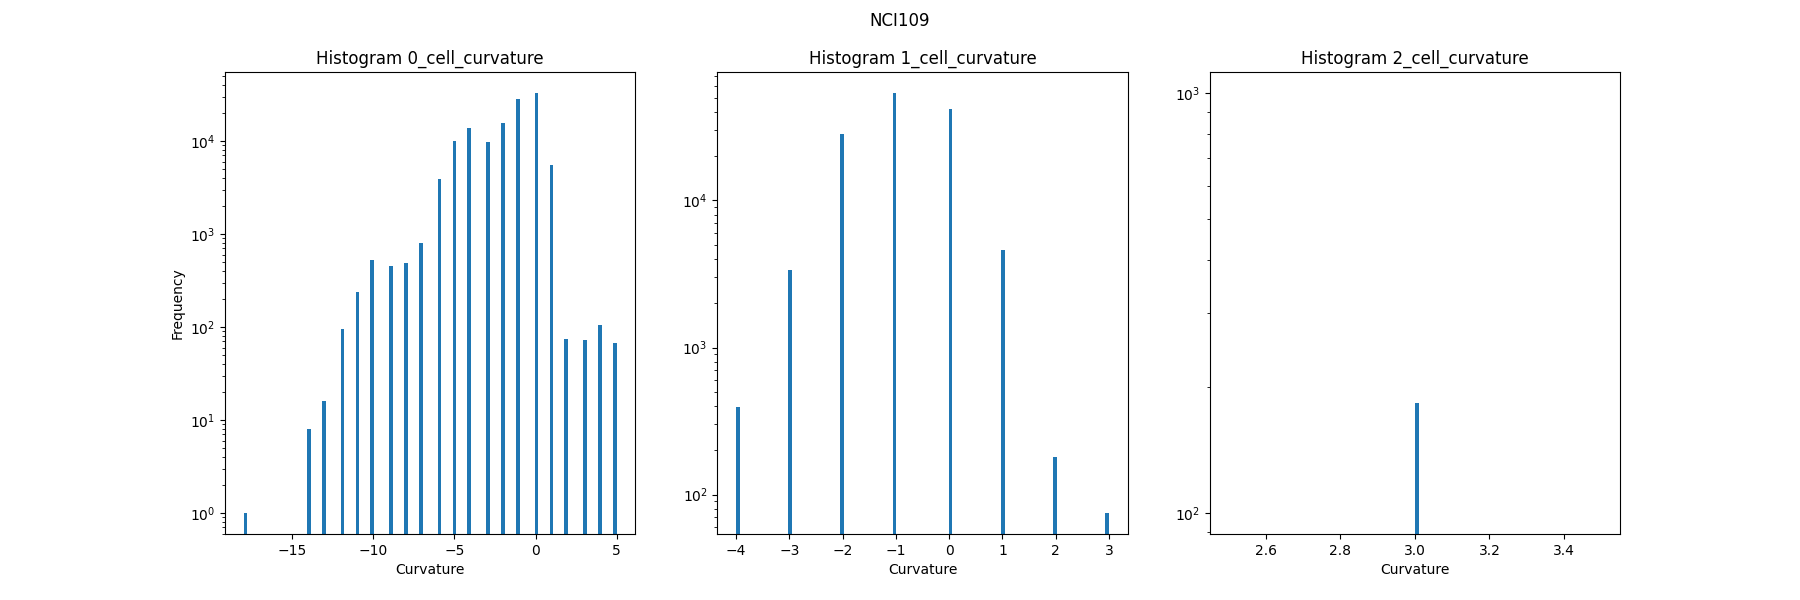 NCI109
Histogram 0_cell_curvature
10⁴
10³
10²
10¹
10⁰
Frequency
−15 −10 −5 0 5
Curvature
Histogram 1_cell_curvature
10⁴
10³
10²
−4 −3 −2 −1 0 1 2 3
Curvature
Histogram 2_cell_curvature
10³
10²
2.6 2.8 3.0 3.2 3.4
Curvature